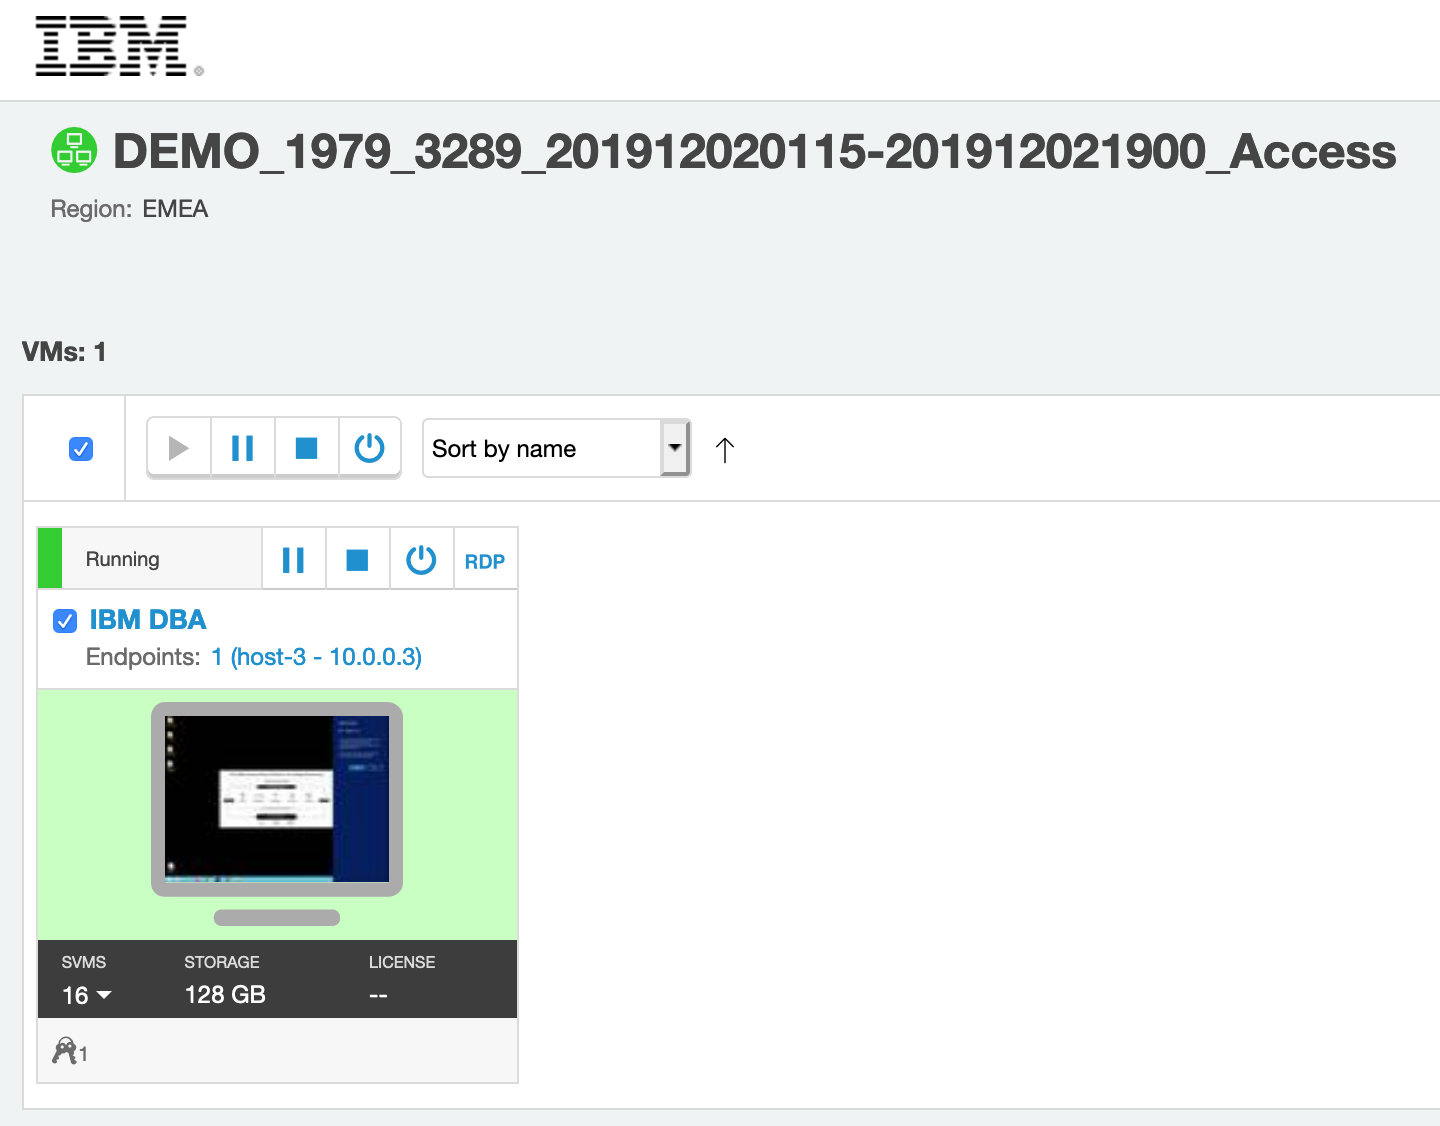 IBM®
DEMO_1979_3289_201912020115-201912021900_Access
Region: EMEA
VMs: 1
Sort by name
Running
RDP
IBM DBA
Endpoints: 1 (host-3 - 10.0.0.3)
SVMS STORAGE LICENSE
16 128 GB --
1